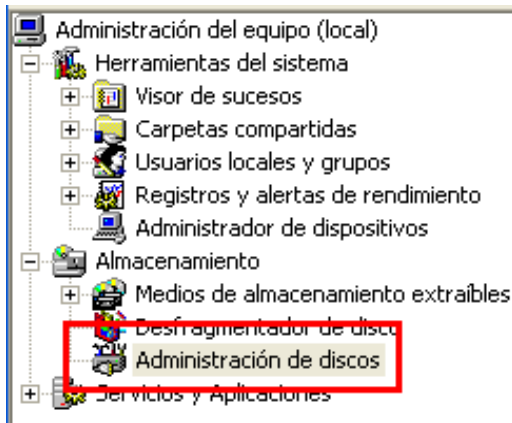 Administración del equipo (local)
Herramientas del sistema
Visor de sucesos
Carpetas compartidas
Usuarios locales y grupos
Registros y alertas de rendimiento
Administrador de dispositivos
Almacenamiento
Medios de almacenamiento extraíbles
Desfragmentador de disco
Administración de discos
Servicios y Aplicaciones